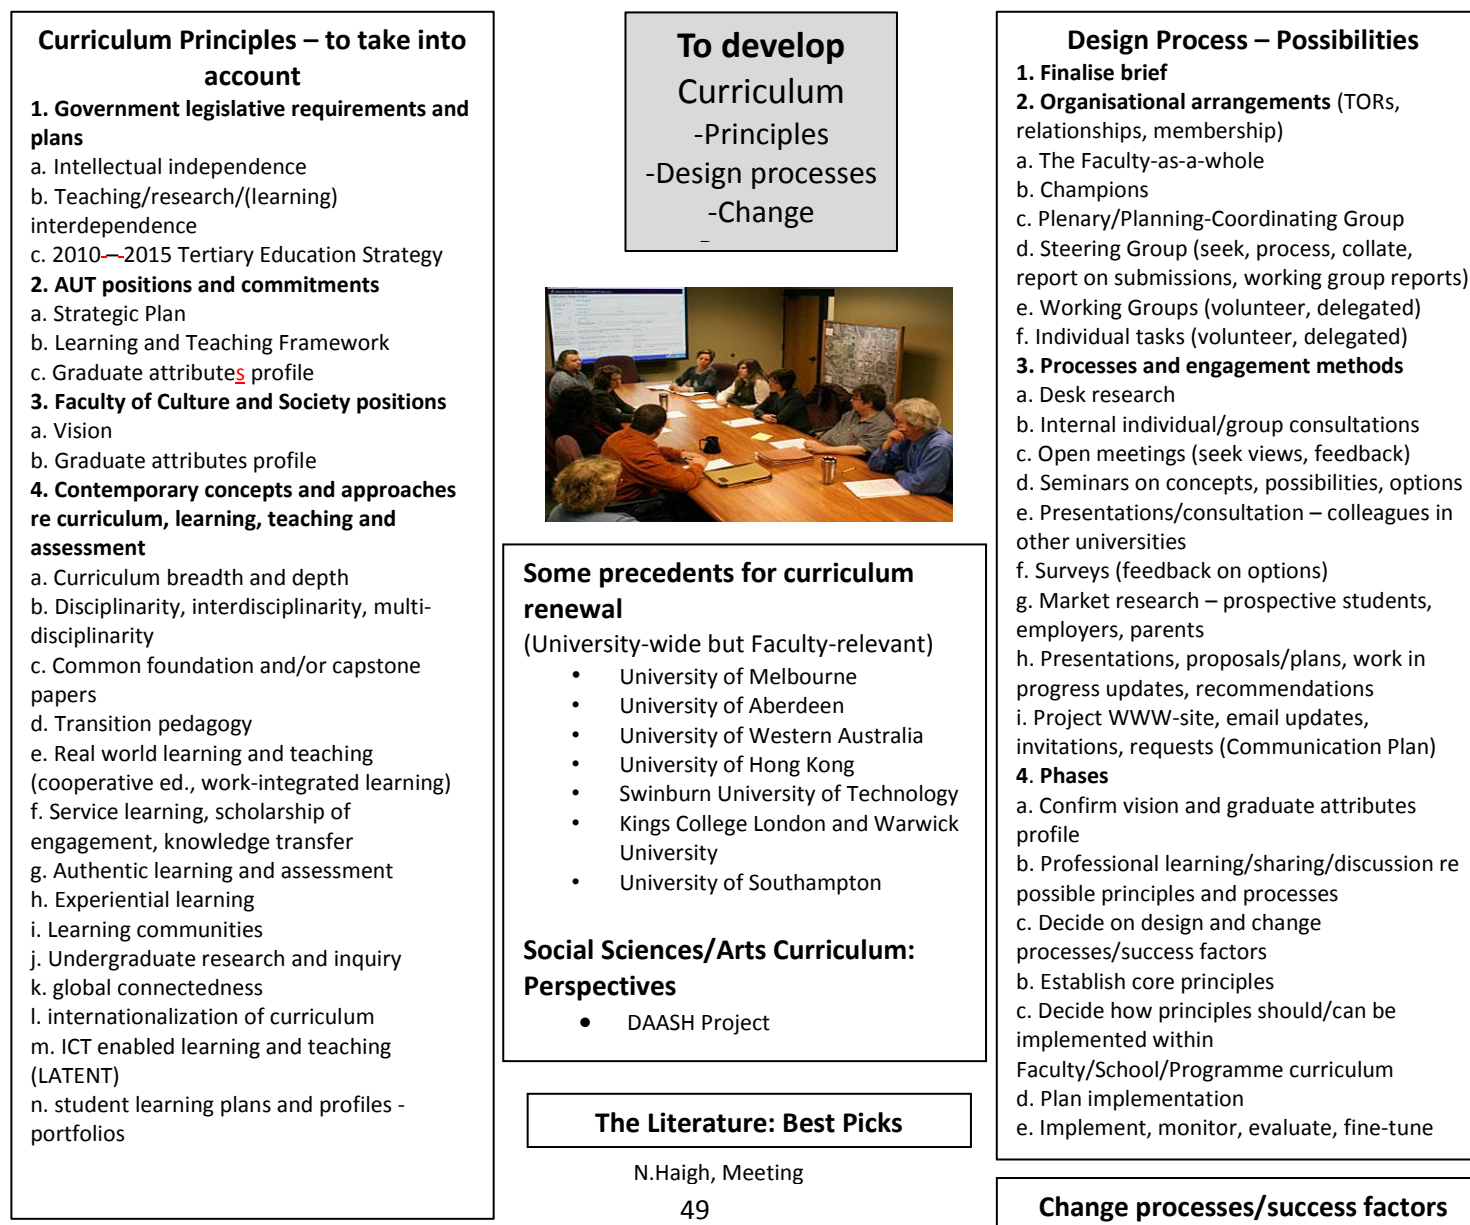 Curriculum Principles – to take into
account
1. Government legislative requirements and
plans
a. Intellectual independence
b. Teaching/research/(learning)
interdependence
c. 2010 – 2015 Tertiary Education Strategy
2. AUT positions and commitments
a. Strategic Plan
b. Learning and Teaching Framework
c. Graduate attributes profile
3. Faculty of Culture and Society positions
a. Vision
b. Graduate attributes profile
4. Contemporary concepts and approaches
re curriculum, learning, teaching and
assessment
a. Curriculum breadth and depth
b. Disciplinarity, interdisciplinarity, multi-
disciplinarity
c. Common foundation and/or capstone
papers
d. Transition pedagogy
e. Real world learning and teaching
(cooperative ed., work-integrated learning)
f. Service learning, scholarship of
engagement, knowledge transfer
g. Authentic learning and assessment
h. Experiential learning
i. Learning communities
j. Undergraduate research and inquiry
k. global connectedness
l. internationalization of curriculum
m. ICT enabled learning and teaching
(LATENT)
n. student learning plans and profiles -
portfolios
To develop
Curriculum
-Principles
-Design processes
-Change
Some precedents for curriculum
renewal
(University-wide but Faculty-relevant)
• University of Melbourne
• University of Aberdeen
• University of Western Australia
• University of Hong Kong
• Swinburn University of Technology
• Kings College London and Warwick
University
• University of Southampton
Social Sciences/Arts Curriculum:
Perspectives
• DAASH Project
The Literature: Best Picks
N.Haigh, Meeting
49
Design Process – Possibilities
1. Finalise brief
2. Organisational arrangements (TORs,
relationships, membership)
a. The Faculty-as-a-whole
b. Champions
c. Plenary/Planning-Coordinating Group
d. Steering Group (seek, process, collate,
report on submissions, working group reports)
e. Working Groups (volunteer, delegated)
f. Individual tasks (volunteer, delegated)
3. Processes and engagement methods
a. Desk research
b. Internal individual/group consultations
c. Open meetings (seek views, feedback)
d. Seminars on concepts, possibilities, options
e. Presentations/consultation – colleagues in
other universities
f. Surveys (feedback on options)
g. Market research – prospective students,
employers, parents
h. Presentations, proposals/plans, work in
progress updates, recommendations
i. Project WWW-site, email updates,
invitations, requests (Communication Plan)
4. Phases
a. Confirm vision and graduate attributes
profile
b. Professional learning/sharing/discussion re
possible principles and processes
c. Decide on design and change
processes/success factors
b. Establish core principles
c. Decide how principles should/can be
implemented within
Faculty/School/Programme curriculum
d. Plan implementation
e. Implement, monitor, evaluate, fine-tune
Change processes/success factors